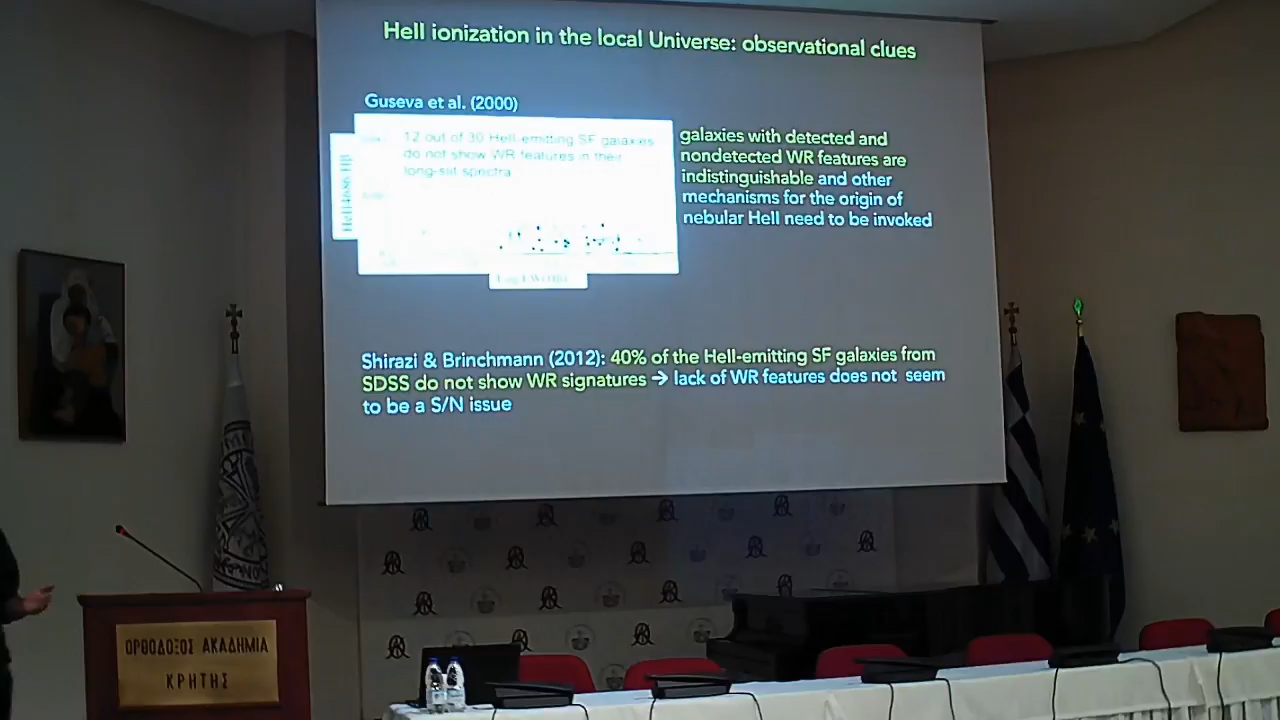 HeII ionization in the local Universe: observational clues
Guseva et al. (2000)
12 out of 30 HeII-emitting SF galaxies
do not show WR features in their
long-slit spectra
galaxies with detected and
nondetected WR features are
indistinguishable and other
mechanisms for the origin of
nebular HeII need to be invoked
Shirazi & Brinchmann (2012): 40% of the HeII-emitting SF galaxies from
SDSS do not show WR signatures → lack of WR features does not seem
to be a S/N issue
ΟΡΘΟΔΟΞΟΣ ΑΚΑΔΗΜΙΑ
ΚΡΗΤΗΣ